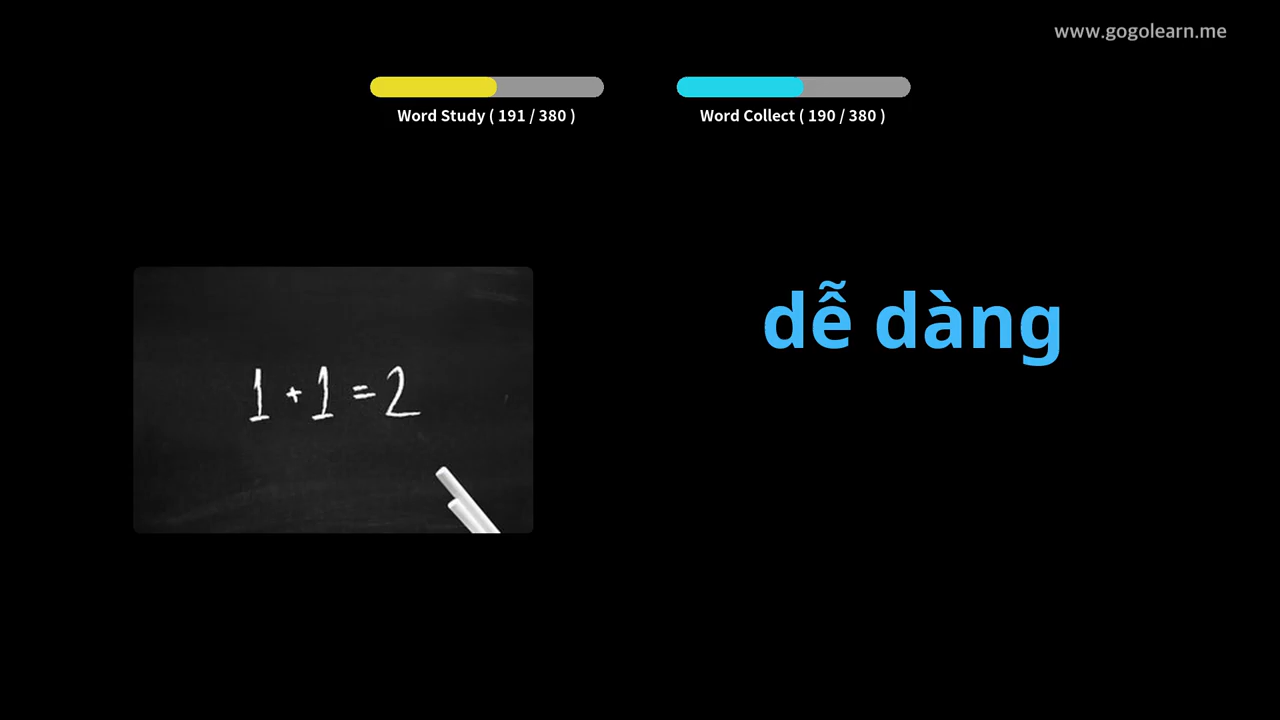 www.gogolearn.me
Word Study ( 191 / 380 )
Word Collect ( 190 / 380 )
dễ dàng
1 + 1 = 2